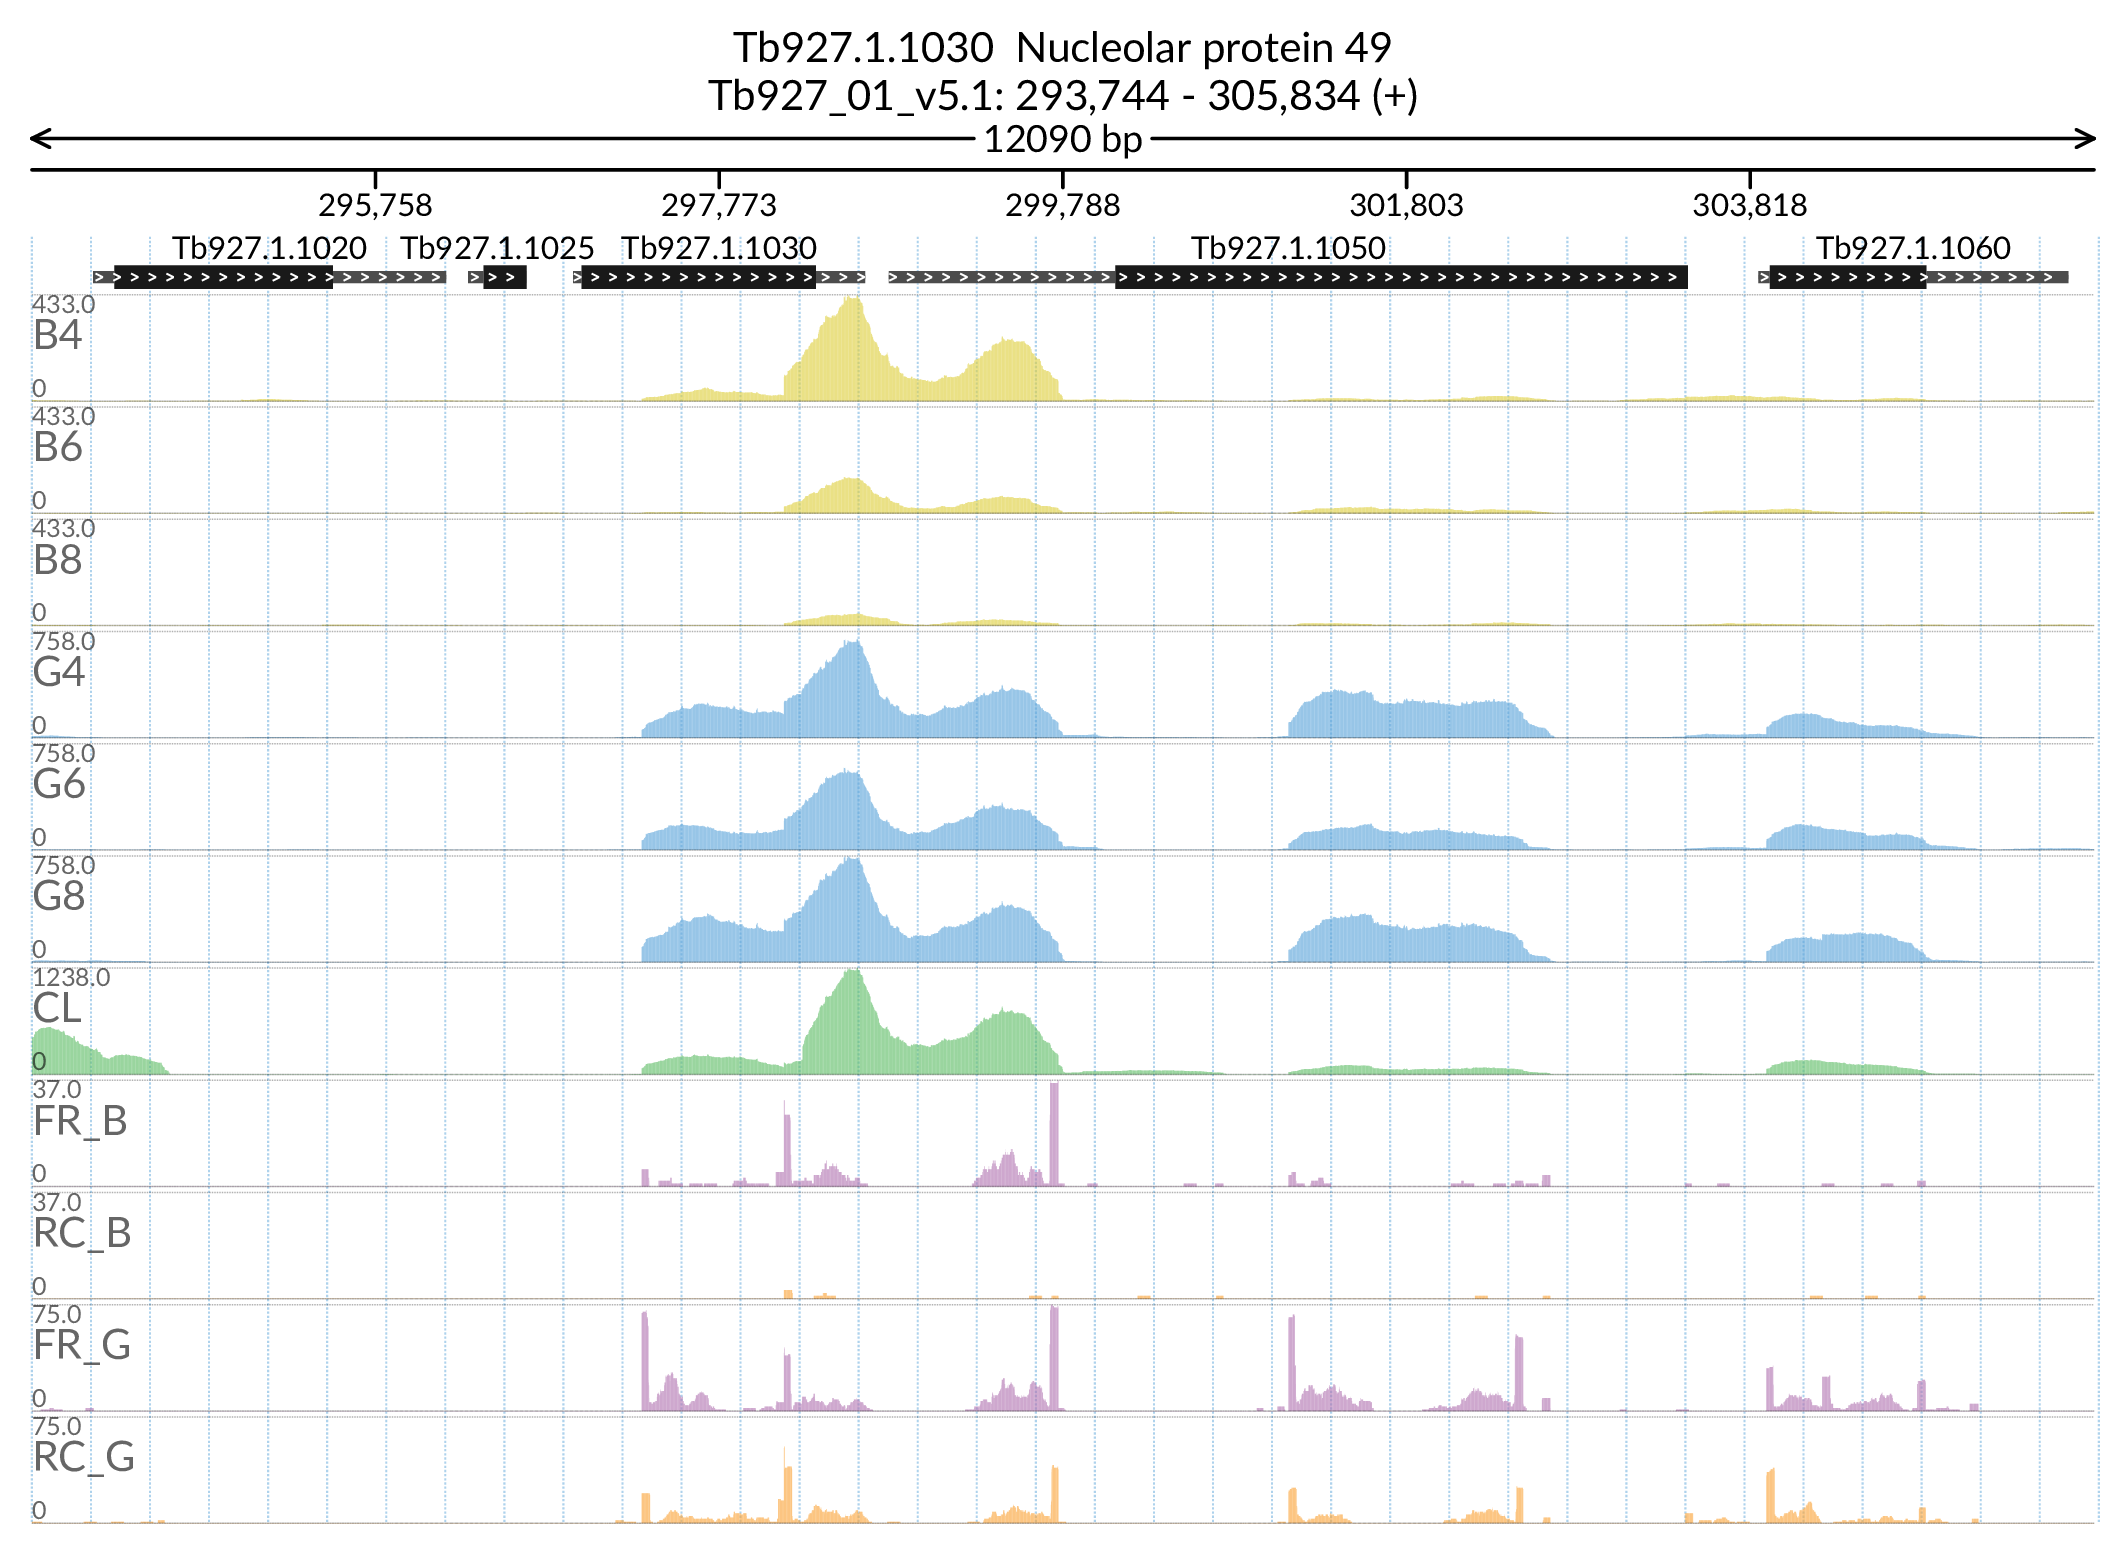 Tb927.1.1030  Nucleolar protein 49
Tb927_01_v5.1: 293,744 - 305,834 (+)
12090 bp
295,758 297,773 299,788 301,803 303,818
Tb927.1.1020 Tb927.1.1025 Tb927.1.1030 Tb927.1.1050 Tb927.1.1060
433.0
B4
0
433.0
B6
0
433.0
B8
0
758.0
G4
0
758.0
G6
0
758.0
G8
0
1238.0
CL
0
37.0
FR_B
0
37.0
RC_B
0
75.0
FR_G
0
75.0
RC_G
0